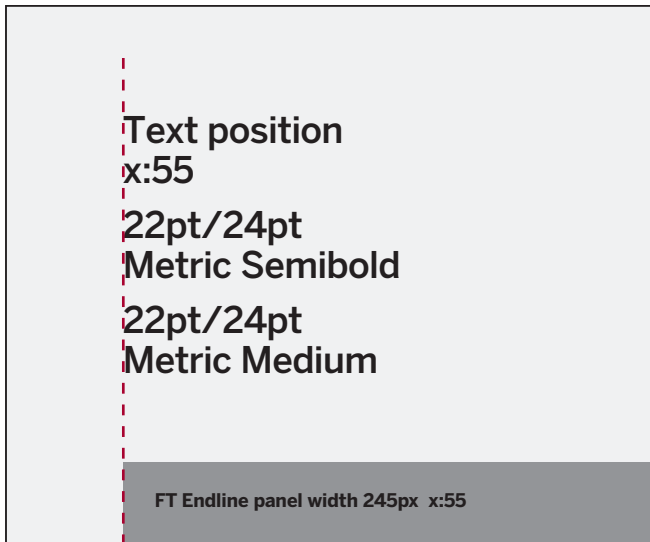 Text position
x:55
22pt/24pt
Metric Semibold
22pt/24pt
Metric Medium
FT Endline panel width 245px  x:55